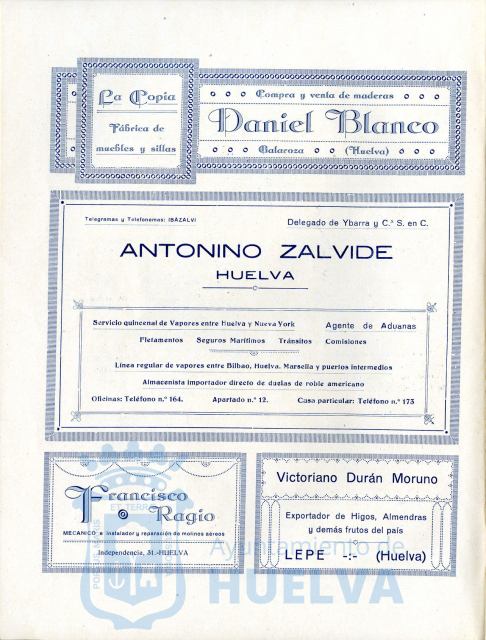 La Copia
Fábrica de
muebles y sillas
Compra y venta de maderas
Daniel Blanco
Galaroza (Huelva)
Telegramas y Telefonemas: IBAZALVI
Delegado de Ybarra y C.ª S. en C.
ANTONINO ZALVIDE
HUELVA
Servicio quincenal de Vapores entre Huelva y Nueva York
Agente de Aduanas
Fletamentos Seguros Marítimos Tránsitos Comisiones
Línea regular de vapores entre Bilbao, Huelva, Marsella y puertos intermedios
Almacenista importador directo de duelas de roble americano
Oficinas: Teléfono n.º 164. Apartado n.º 12. Casa particular: Teléfono n.º 173
Francisco
Ragio
MECANICO Instalador y reparación de molinos aéreos
Independencia, 31.-HUELVA
Victoriano Durán Moruno
Exportador de Higos, Almendras
y demás frutos del país
LEPE -:- (Huelva)
Ayuntamiento de
HUELVA